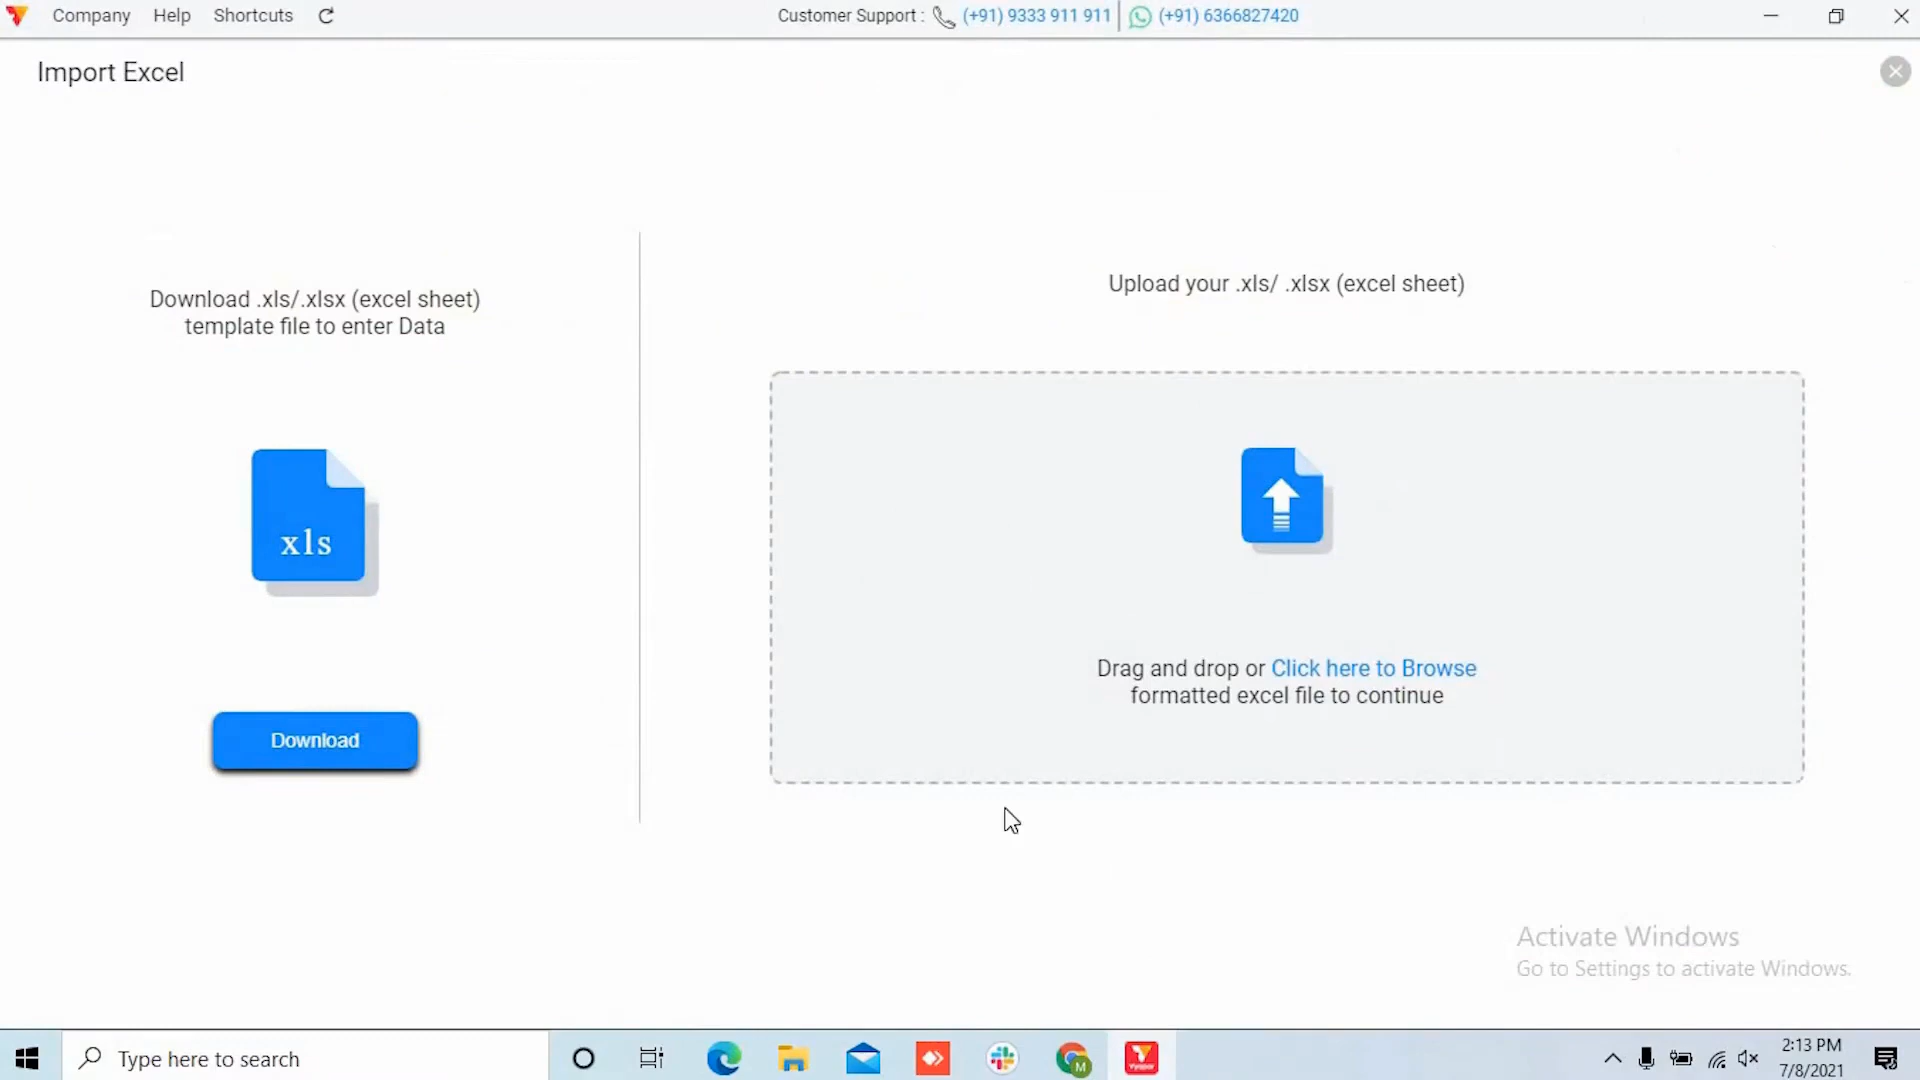 Company Help Shortcuts Customer Support : (+91) 9333 911 911 (+91) 6366827420
Import Excel
Download .xls/.xlsx (excel sheet)
template file to enter Data
xls
Download
Upload your .xls/ .xlsx (excel sheet)
Drag and drop or Click here to Browse
formatted excel file to continue
Activate Windows
Go to Settings to activate Windows.
Type here to search
M
Vyapar
2:13 PM
7/8/2021